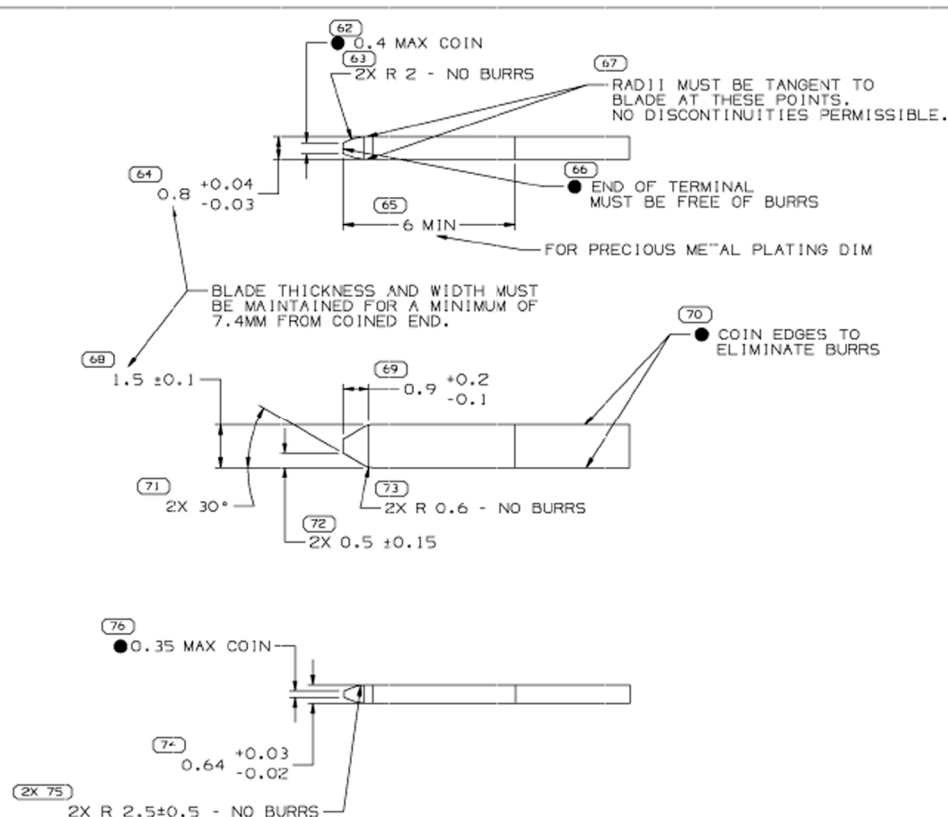 62
0.4 MAX COIN
63
2X R 2 - NO BURRS
67
RADII MUST BE TANGENT TO
BLADE AT THESE POINTS.
NO DISCONTINUITIES PERMISSIBLE.
64
0.8 +0.04
-0.03
66
END OF TERMINAL
MUST BE FREE OF BURRS
65
6 MIN
FOR PRECIOUS METAL PLATING DIM
BLADE THICKNESS AND WIDTH MUST
BE MAINTAINED FOR A MINIMUM OF
7.4MM FROM COINED END.
70
COIN EDGES TO
ELIMINATE BURRS
68
1.5 ±0.1
69
0.9 +0.2
-0.1
71
2X 30°
73
2X R 0.6 - NO BURRS
72
2X 0.5 ±0.15
76
0.35 MAX COIN
74
0.64 +0.03
-0.02
2X 75
2X R 2.5±0.5 - NO BURRS